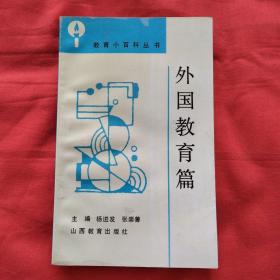 教育小百科丛书
外国教育篇
主编 杨进发 张崇善
山西教育出版社